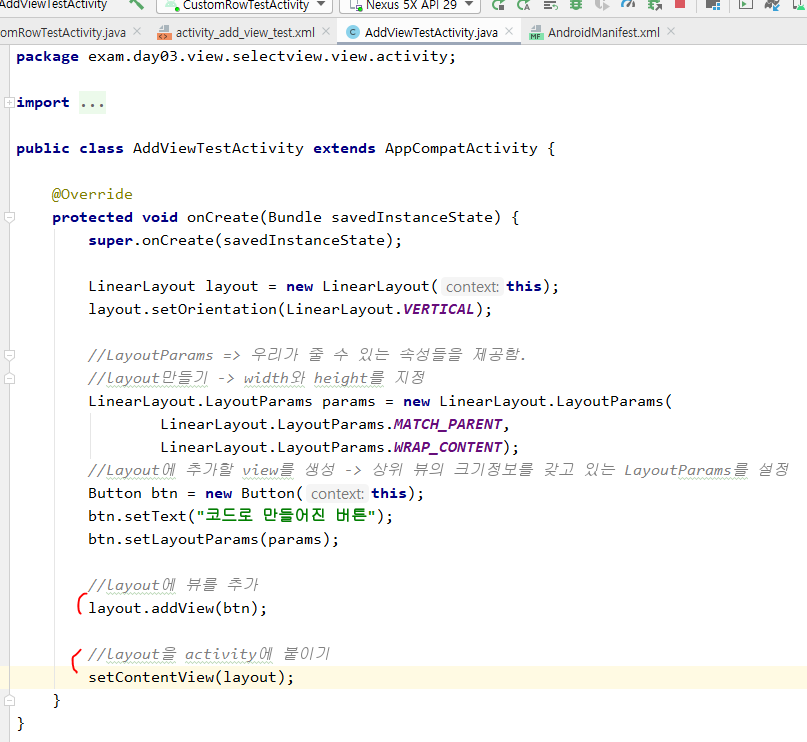 AddViewTestActivity CustomRowTestActivity Nexus 5X API 29
omRowTestActivity.java activity_add_view_test.xml AddViewTestActivity.java AndroidManifest.xml
package exam.day03.view.selectview.view.activity;
import ...
public class AddViewTestActivity extends AppCompatActivity {
@Override
protected void onCreate(Bundle savedInstanceState) {
super.onCreate(savedInstanceState);
LinearLayout layout = new LinearLayout( context: this);
layout.setOrientation(LinearLayout.VERTICAL);
//LayoutParams => 우리가 줄 수 있는 속성들을 제공함.
//Layout만들기 -> width와 height를 지정
LinearLayout.LayoutParams params = new LinearLayout.LayoutParams(
LinearLayout.LayoutParams.MATCH_PARENT,
LinearLayout.LayoutParams.WRAP_CONTENT);
//Layout에 추가할 view를 생성 -> 상위 뷰의 크기정보를 갖고 있는 LayoutParams를 설정
Button btn = new Button( context: this);
btn.setText("코드로 만들어진 버튼");
btn.setLayoutParams(params);
//layout에 뷰를 추가
layout.addView(btn);
//layout을 activity에 붙이기
setContentView(layout);
}
}